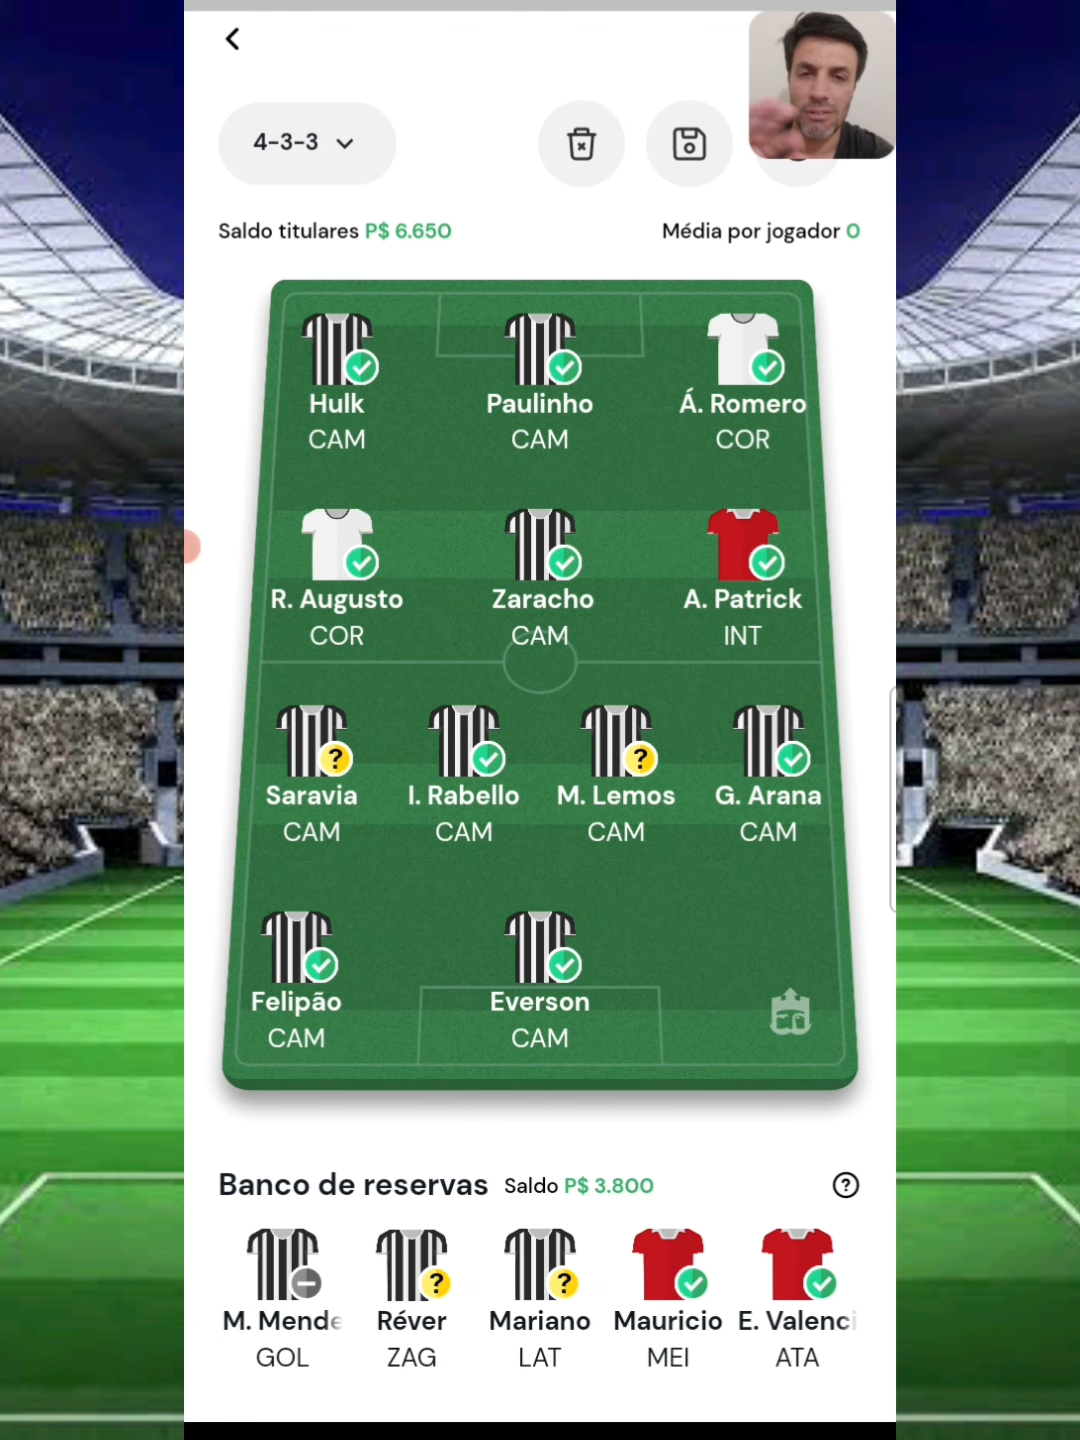 4-3-3
Saldo titulares P$ 6.650
Média por jogador 0
Hulk
CAM
Paulinho
CAM
Á. Romero
COR
R. Augusto
COR
Zaracho
CAM
A. Patrick
INT
Saravia
CAM
I. Rabello
CAM
M. Lemos
CAM
G. Arana
CAM
Felipão
CAM
Everson
CAM
Banco de reservas Saldo P$ 3.800
M. Mende
GOL
Réver
ZAG
Mariano
LAT
Mauricio
MEI
E. Valenci
ATA